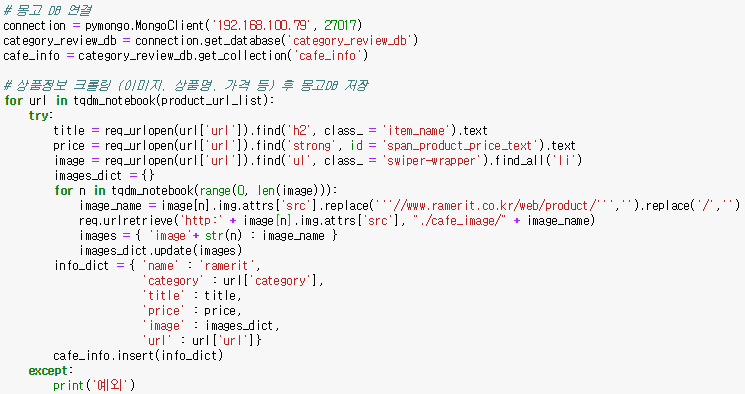 # 몽고 DB 연결
connection = pymongo.MongoClient('192.168.100.79', 27017)
category_review_db = connection.get_database('category_review_db')
cafe_info = category_review_db.get_collection('cafe_info')
# 상품정보 크롤링 (이미지, 상품명, 가격 등) 후 몽고DB 저장
for url in tqdm_notebook(product_url_list):
    try:
        title = req_urlopen(url['url']).find('h2', class_ = 'item_name').text
        price = req_urlopen(url['url']).find('strong', id = 'span_product_price_text').text
        image = req_urlopen(url['url']).find('ul', class_ = 'swiper-wrapper').find_all('li')
        images_dict = {}
        for n in tqdm_notebook(range(0, len(image))):
            image_name = image[n].img.attrs['src'].replace('''//www.ramerit.co.kr/web/product/''','').replace('/','')
            req.urlretrieve('http:' + image[n].img.attrs['src'], "./cafe_image/" + image_name)
            images = { 'image'+ str(n) : image_name }
            images_dict.update(images)
        info_dict = { 'name' : 'ramerit',
                      'category' : url['category'],
                      'title' : title,
                      'price' : price,
                      'image' : images_dict,
                      'url' : url['url']}
        cafe_info.insert(info_dict)
    except:
        print('예외')